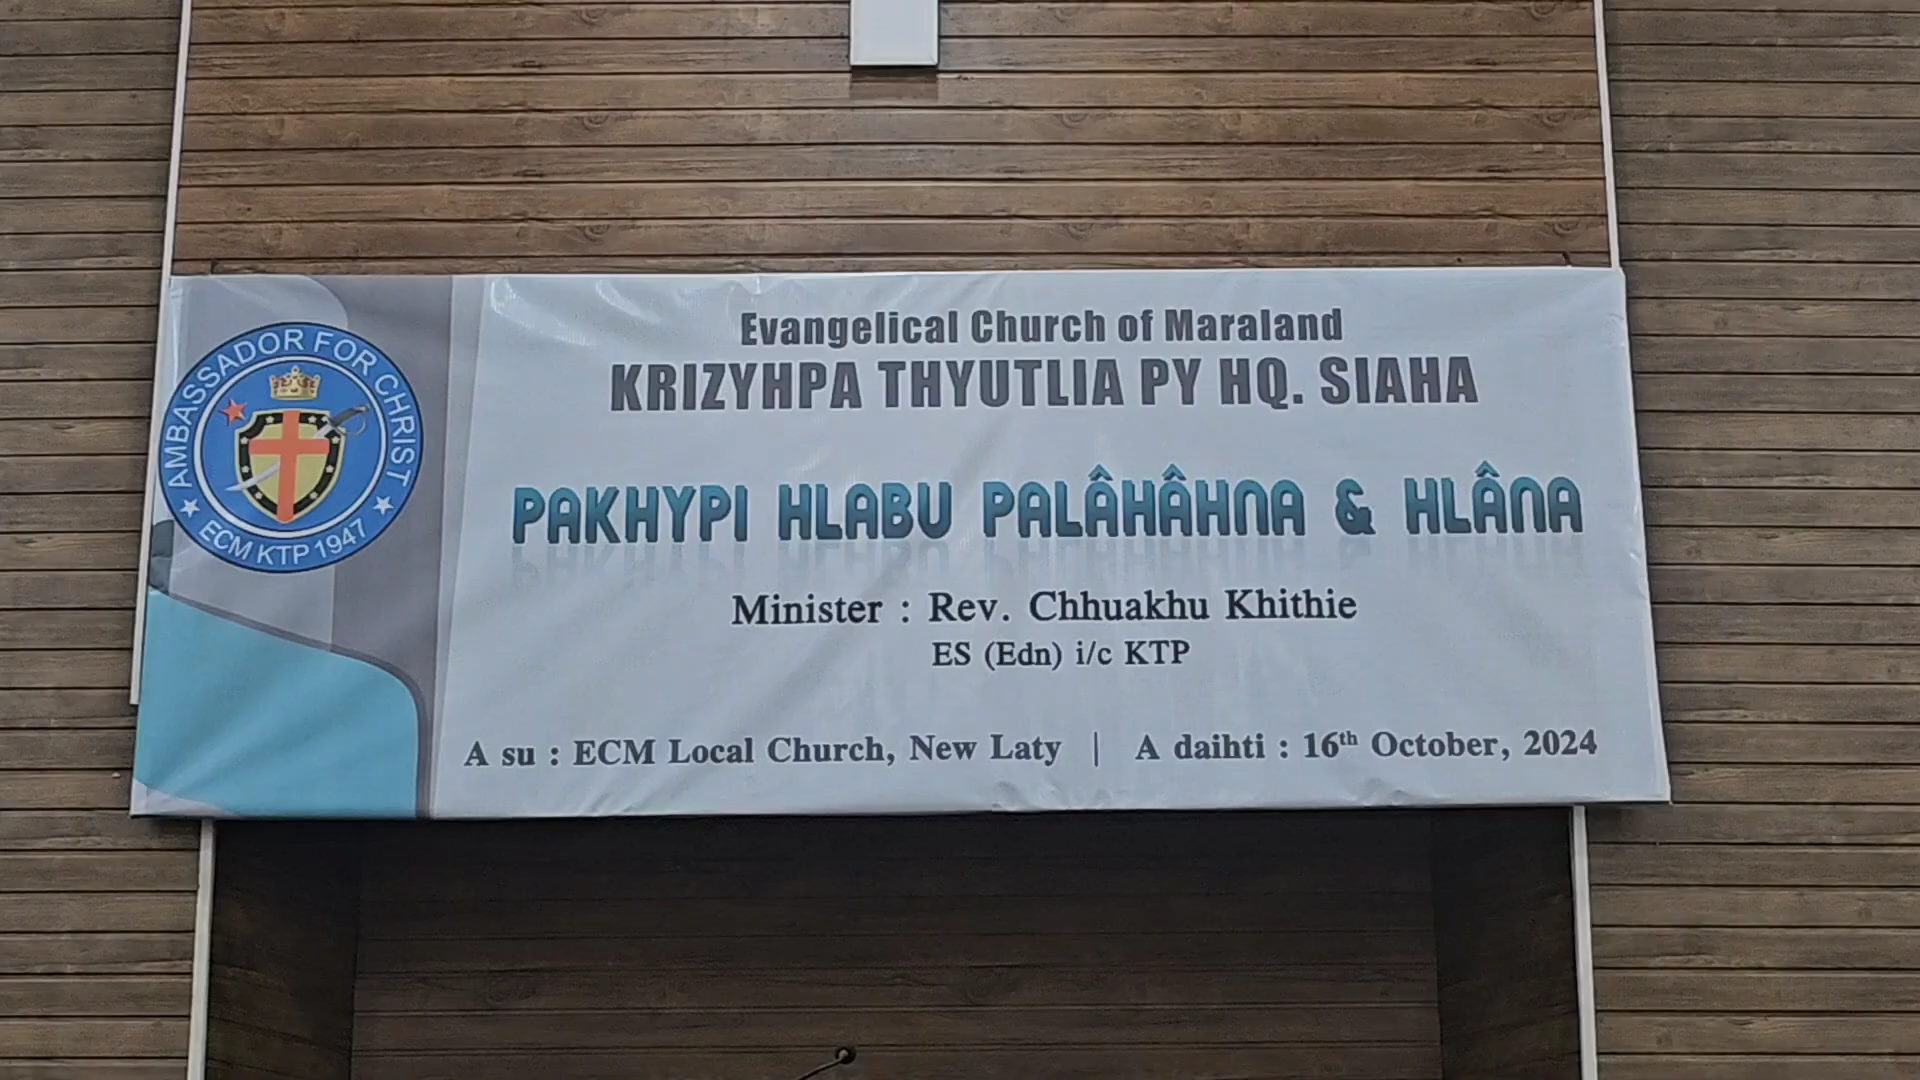 AMBASSADOR FOR CHRIST
ECM KTP 1947
Evangelical Church of Maraland
KRIZYHPA THYUTLIA PY HQ. SIAHA
PAKHYPI HLABU PALÂHÂHNA & HLÂNA
Minister : Rev. Chhuakhu Khithie
ES (Edn) i/c KTP
A su : ECM Local Church, New Laty | A daihti : 16th October, 2024